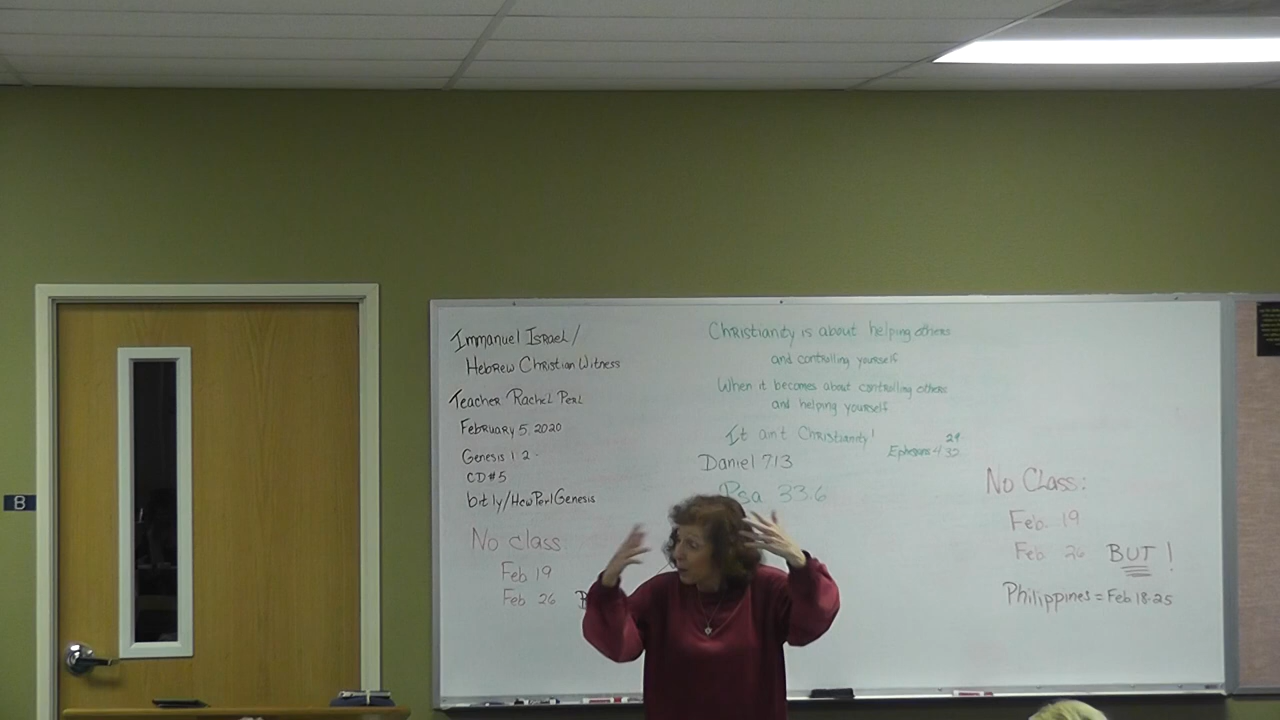 B
Immanuel Israel/
Hebrew Christian Witness
Teacher Rachel Perl
February 5, 2020
Genesis 1:2-
CD#5
bit.ly/HcwPerlGenesis
No class:
Feb 19
Feb 26
Christianity is about helping others
and controlling yourself
When it becomes about controlling others
and helping yourself
It ain't Christianity!
Ephesians 4 29
32
Daniel 7:13
Psa 33:6
No Class:
Feb. 19
Feb 26 BUT!
Philippines = Feb 18-25